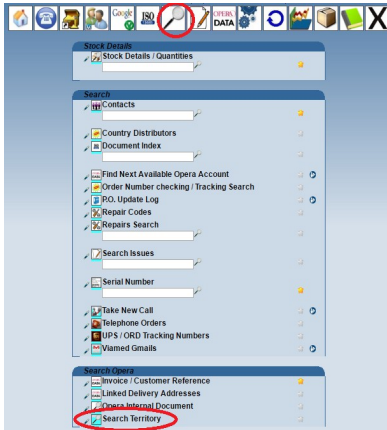 Google
ISO
OPERA
DATA
X
Stock Details
Stock Details / Quantities
Search
Contacts
Country Distributors
Document Index
Find Next Available Opera Account
Order Number checking / Tracking Search
P.O. Update Log
Repair Codes
Repairs Search
Search Issues
Serial Number
Take New Call
Telephone Orders
UPS / ORD Tracking Numbers
Viamed Gmails
Search Opera
Invoice / Customer Reference
Linked Delivery Addresses
Opera Internal Document
Search Territory